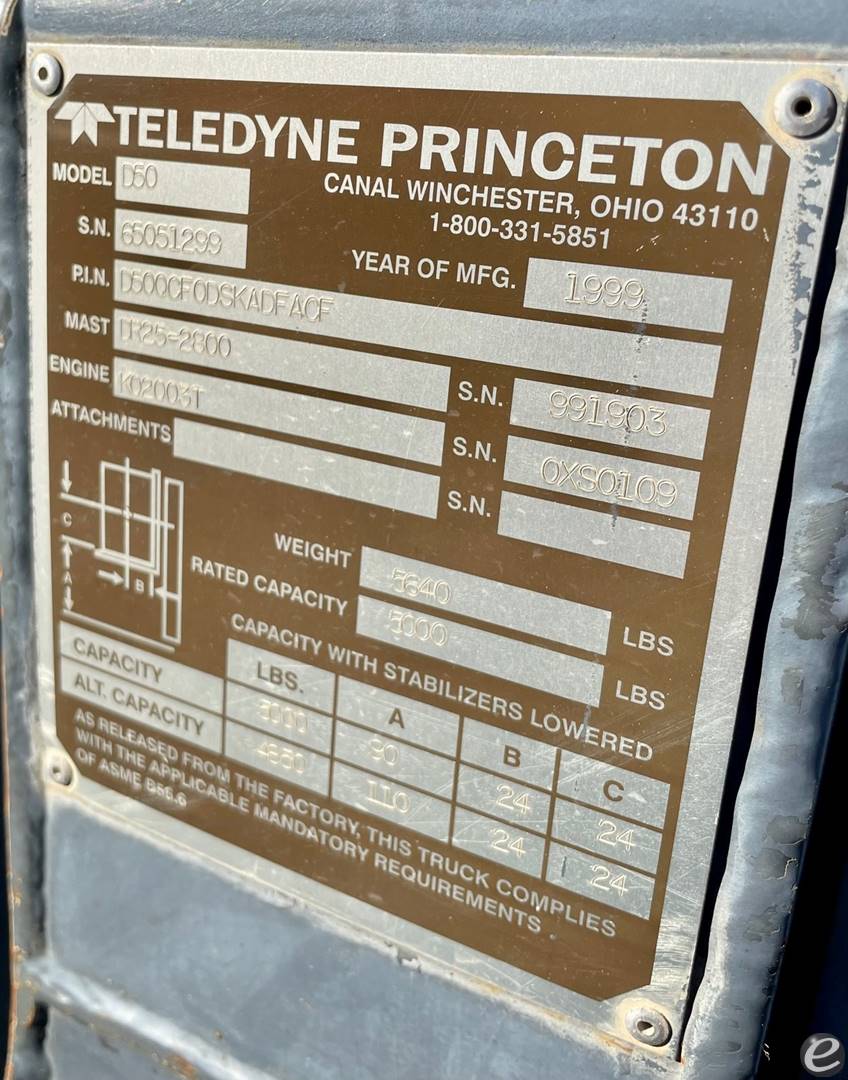 TELEDYNE PRINCETON
CANAL WINCHESTER, OHIO 43110
1-800-331-5851
MODEL D50
S.N. 65051299
YEAR OF MFG. 1999
P.I.N. D50QCFODSKADFACF
MAST DR25-2800 S.N. 991903
ENGINE KO2003T S.N. 0XS0109
ATTACHMENTS S.N.
C
A
B
WEIGHT 5640 LBS
RATED CAPACITY 5000 LBS
CAPACITY WITH STABILIZERS LOWERED
CAPACITY LBS. A B C
5000 90 24 24
ALT. CAPACITY 110 24 24
AS RELEASED FROM THE FACTORY, THIS TRUCK COMPLIES
WITH THE APPLICABLE MANDATORY REQUIREMENTS
OF ASME B56.6
e